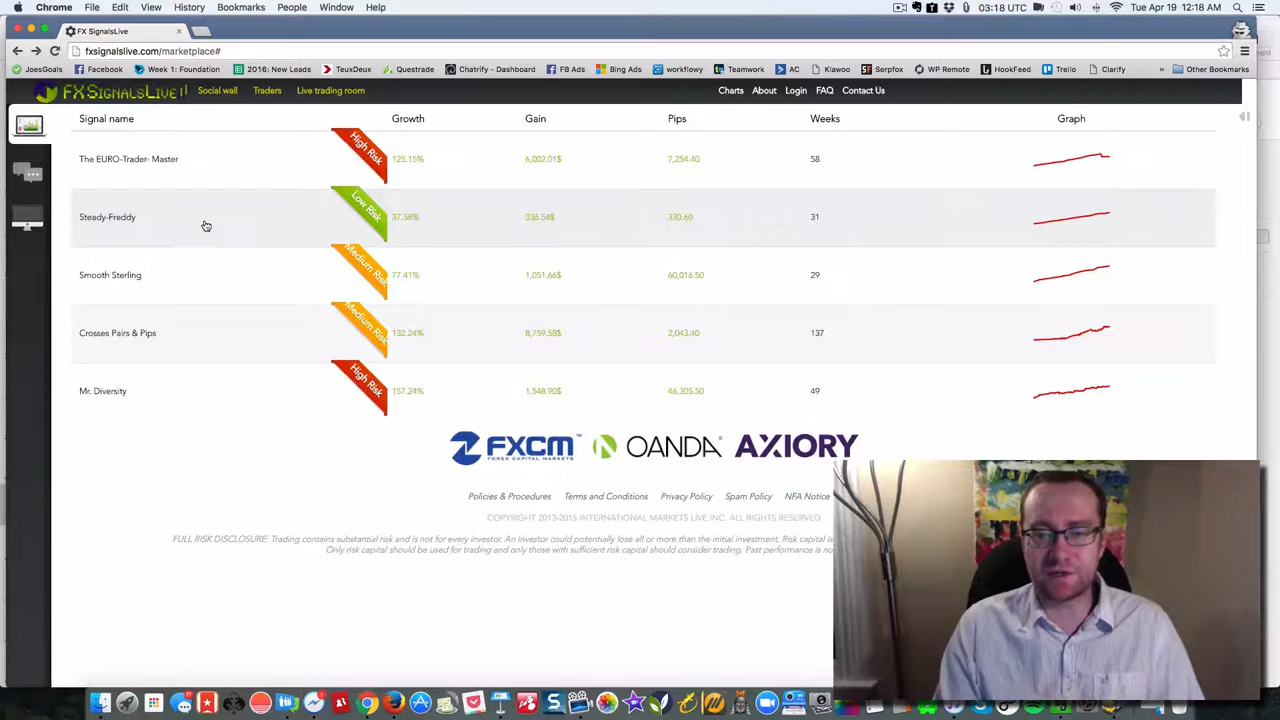 Chrome File Edit View History Bookmarks People Window Help 03:18 UTC Tue Apr 19 12:18 AM
FX SignalsLive
fxsignalslive.com/marketplace#
JoesGoals Facebook Week 1: Foundation 2016: New Leads TeuxDeux Questrade Chatrify - Dashboard FB Ads Bing Ads workflowy Teamwork AC Klawoo Serpfox WP Remote HookFeed Trello Clarify » Other Bookmarks
FXSIGNALSLIVE!! Social wall Traders Live trading room Charts About Login FAQ Contact Us
Signal name Growth Gain Pips Weeks Graph
The EURO-Trader- Master High Risk 125.15% 6,002.01$ 7,254.40 58
Steady-Freddy Low Risk 37.58% 336.54$ 330.60 31
Smooth Sterling Medium Risk 77.41% 1,051.66$ 60,016.50 29
Crosses Pairs & Pips Medium Risk 132.24% 8,759.58$ 2,043.40 137
Mr. Diversity High Risk 157.24% 1,548.90$ 46,305.50 49
FXCM™ OANDA AXIORY
FOREX CAPITAL MARKETS
Policies & Procedures Terms and Conditions Privacy Policy Spam Policy NFA Notice
COPYRIGHT 2013-2015 INTERNATIONAL MARKETS LIVE INC. ALL RIGHTS RESERVED
FULL RISK DISCLOSURE: Trading contains substantial risk and is not for every investor. An investor could potentially lose all or more than the initial investment. Risk capital is
Only risk capital should be used for trading and only those with sufficient risk capital should consider trading. Past performance is